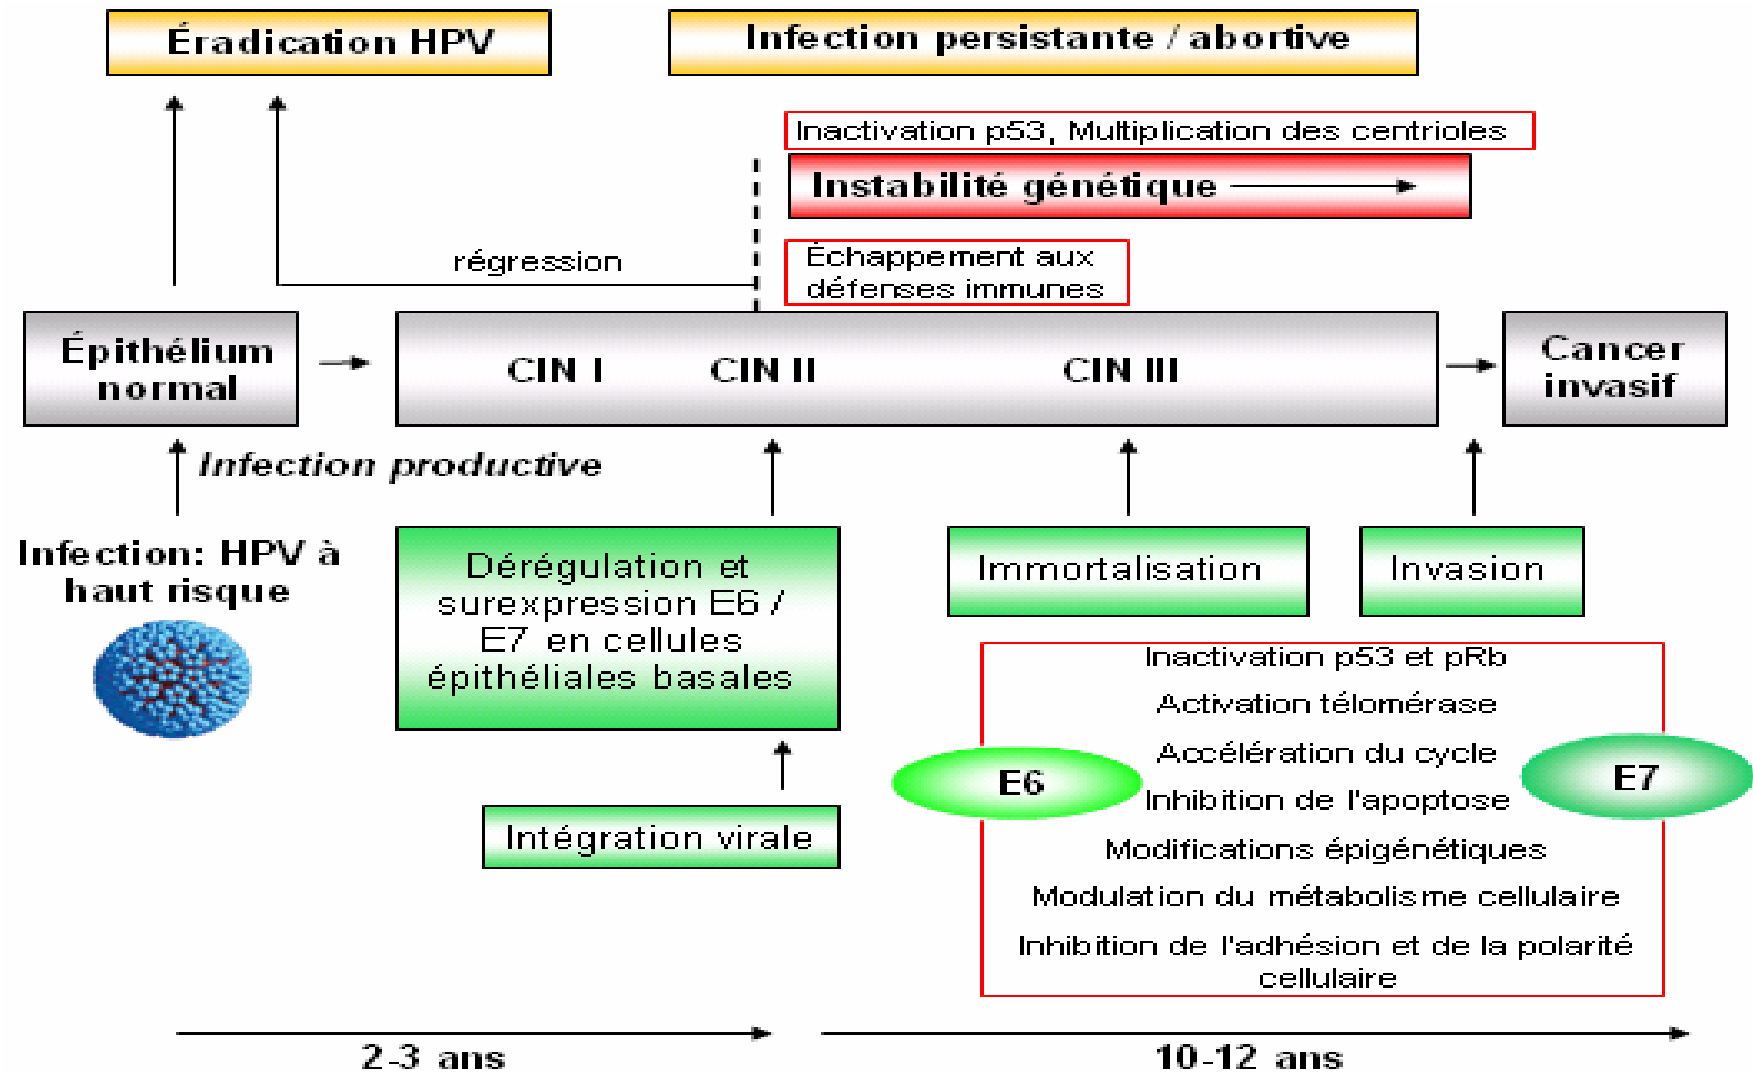 Éradication HPV
Infection persistante / abortive
Inactivation p53, Multiplication des centrioles
Instabilité génétique
régression
Échappement aux
défenses immunes
Épithélium
normal
CIN I
CIN II
CIN III
Cancer
invasif
Infection productive
Infection: HPV à
haut risque
Dérégulation et
surexpression E6 /
E7 en cellules
épithéliales basales
Intégration virale
Immortalisation
Invasion
Inactivation p53 et pRb
Activation télomérase
Accélération du cycle
Inhibition de l'apoptose
Modifications épigénétiques
Modulation du métabolisme cellulaire
Inhibition de l'adhésion et de la polarité
cellulaire
E6
E7
2-3 ans
10-12 ans